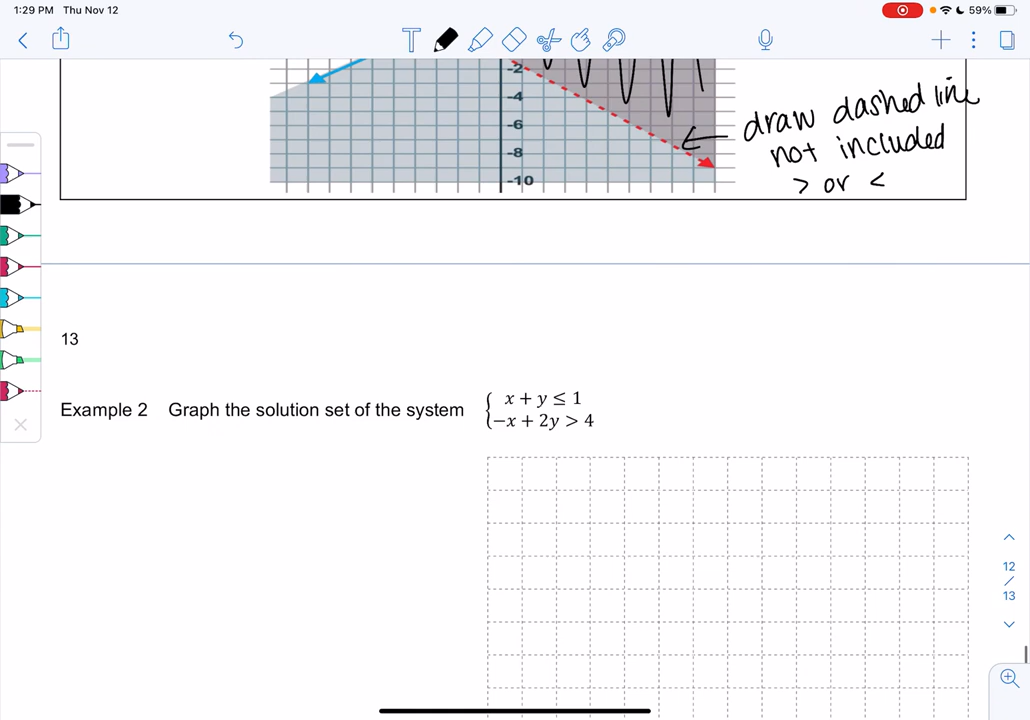 1:29 PM Thu Nov 12
59%
T
-2
-4
-6
-8
-10
draw dashed line
not included
> or <
13
Example 2 Graph the solution set of the system
x + y ≤ 1
−x + 2y > 4
12
/
13